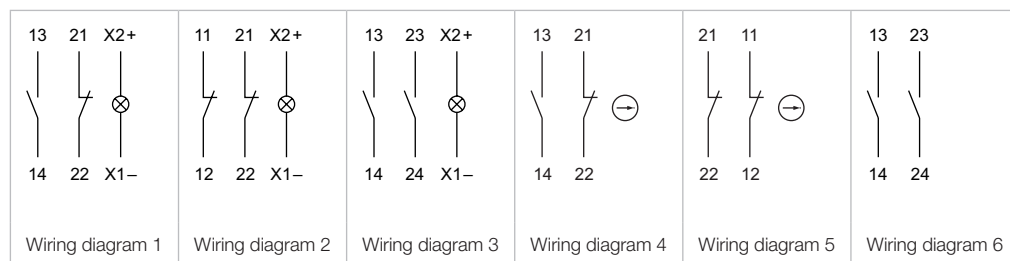 13 21 X2+
14 22 X1–
Wiring diagram 1
11 21 X2+
12 22 X1–
Wiring diagram 2
13 23 X2+
14 24 X1–
Wiring diagram 3
13 21
14 22
Wiring diagram 4
21 11
22 12
Wiring diagram 5
13 23
14 24
Wiring diagram 6